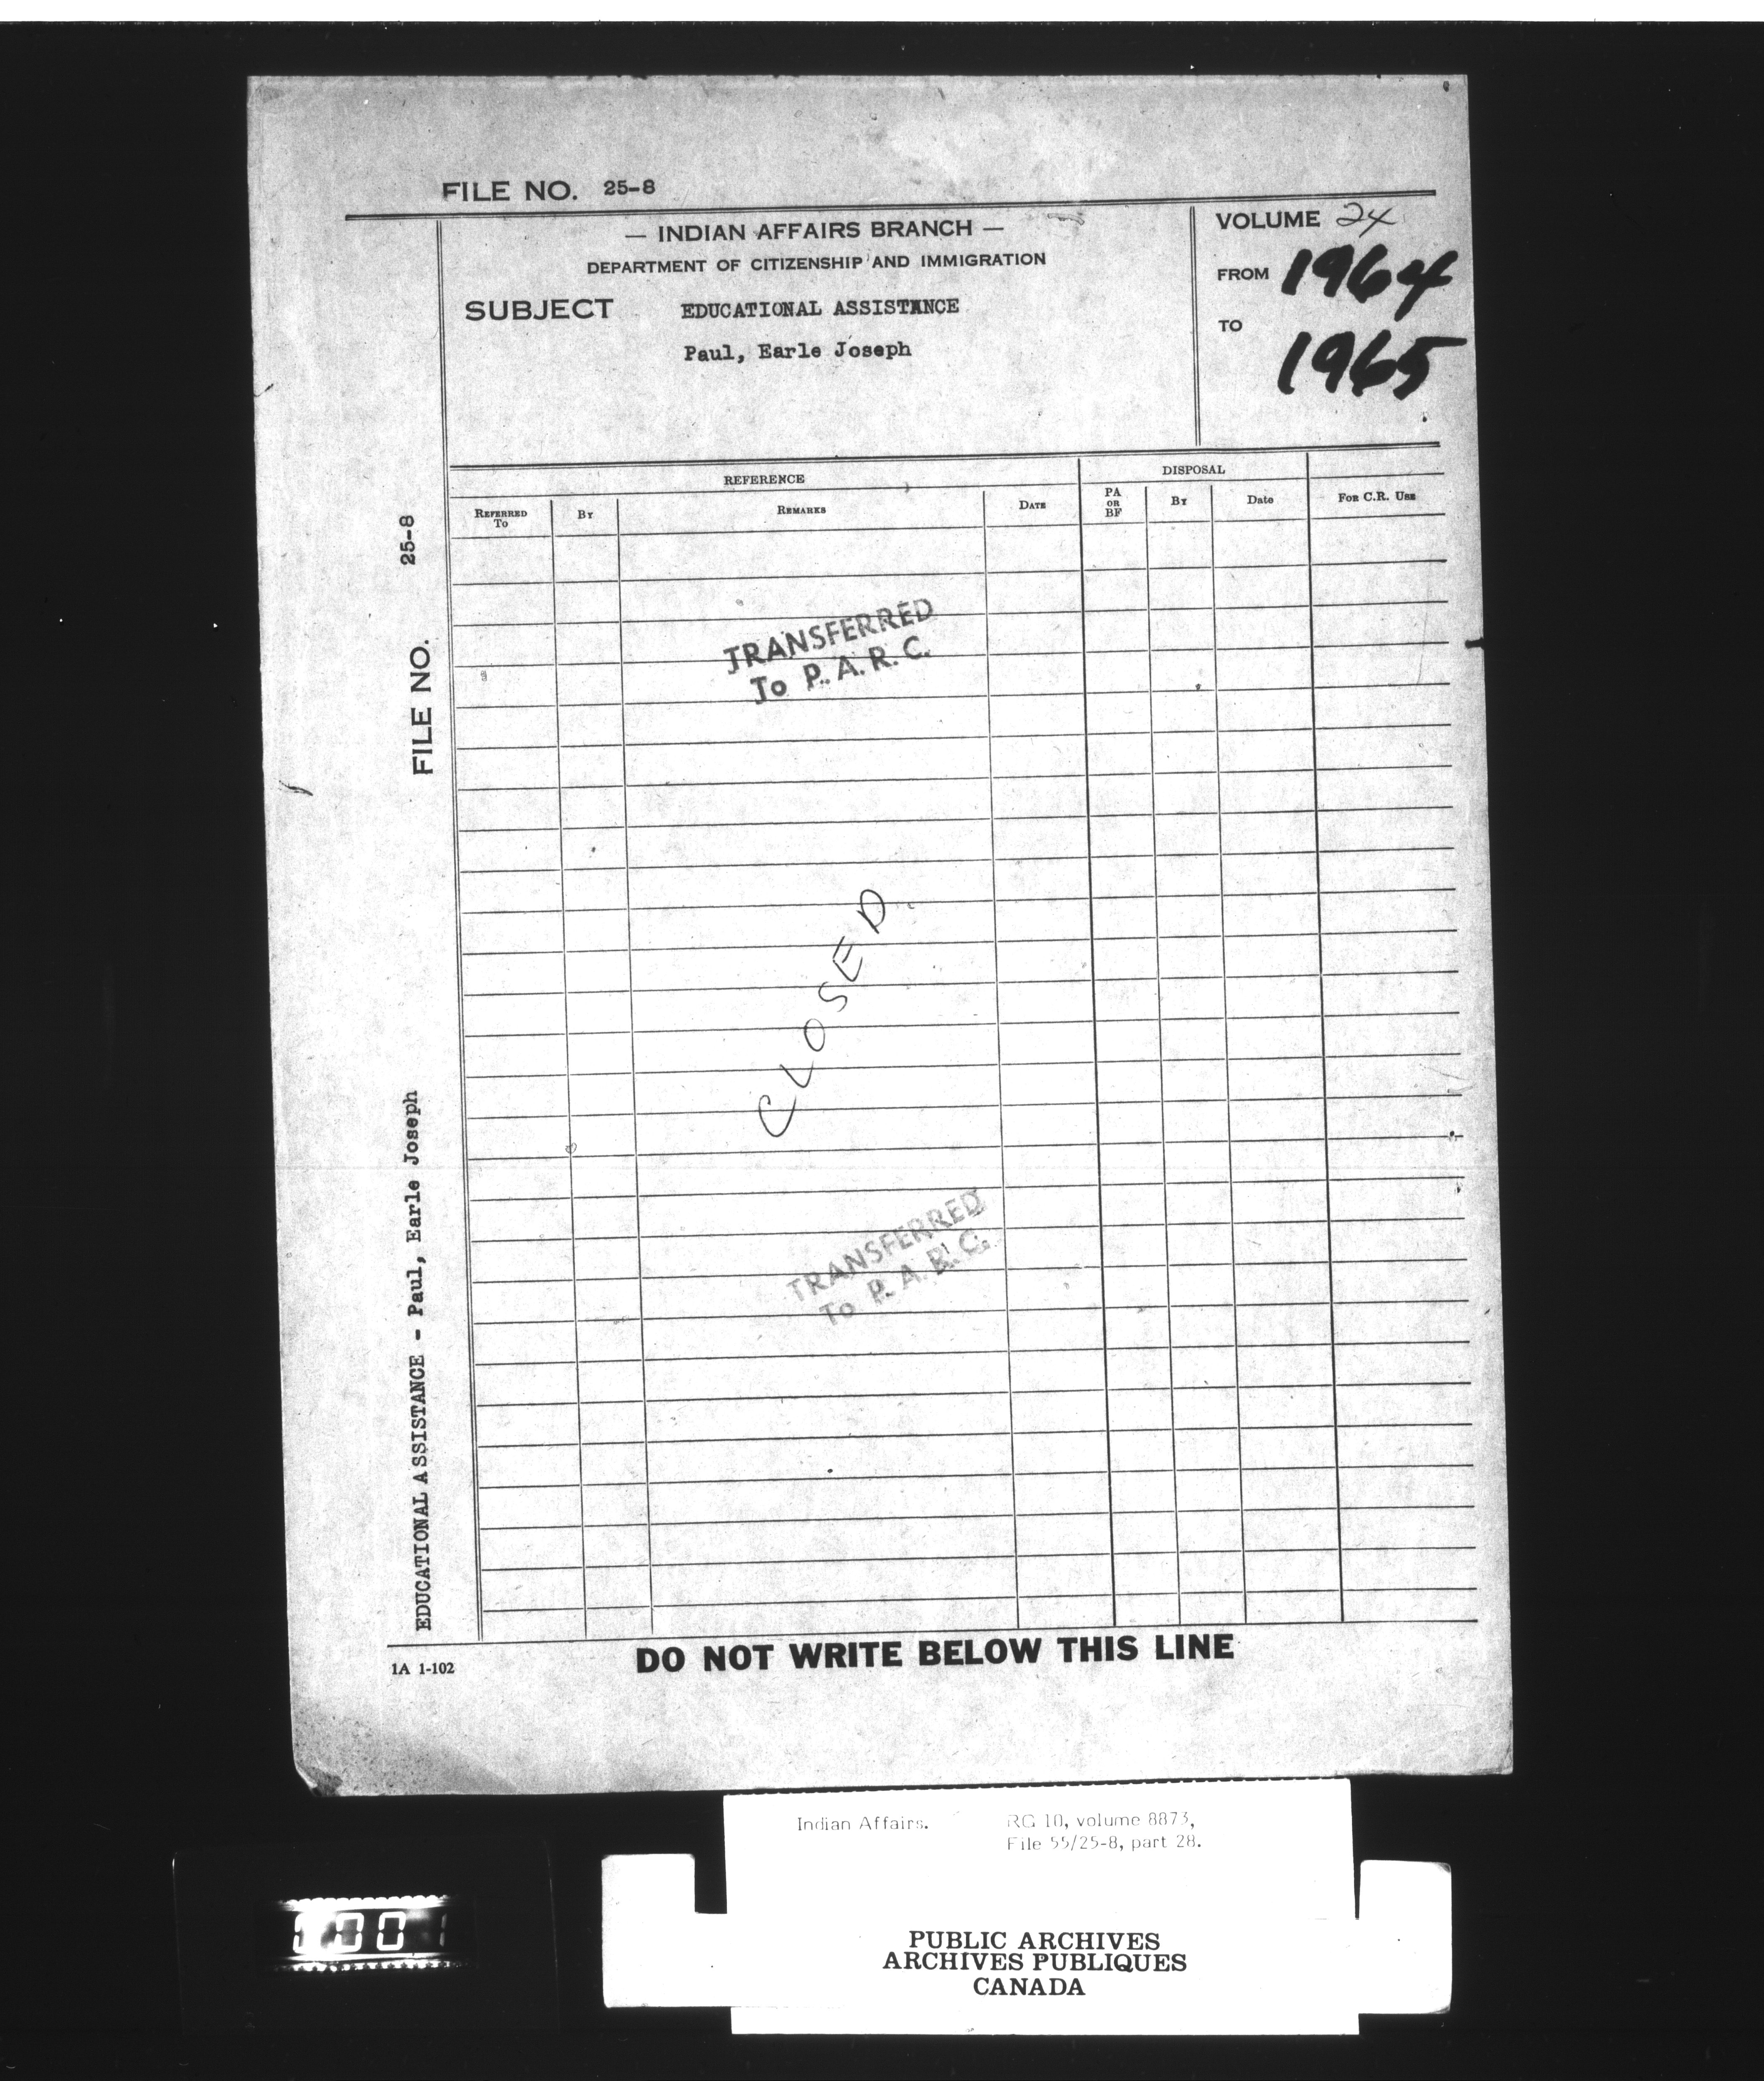 FILE NO. 25-8
— INDIAN AFFAIRS BRANCH —
DEPARTMENT OF CITIZENSHIP AND IMMIGRATION
SUBJECT EDUCATIONAL ASSISTANCE
Paul, Earle Joseph
VOLUME 24
FROM 1964
TO
1965
REFERENCE
DISPOSAL
REFERRED TO
BY
REMARKS
DATE
PA OR BF
BY
Date
FOR C.R. USE
TRANSFERRED
To P.A.R.C.
CLOSED
TRANSFERRED
To P.A.R.C.
EDUCATIONAL ASSISTANCE - Paul, Earle Joseph FILE NO. 25-8
1A 1-102
DO NOT WRITE BELOW THIS LINE
Indian Affairs. RG 10, volume 8873,
File 55/25-8, part 28.
PUBLIC ARCHIVES
ARCHIVES PUBLIQUES
CANADA